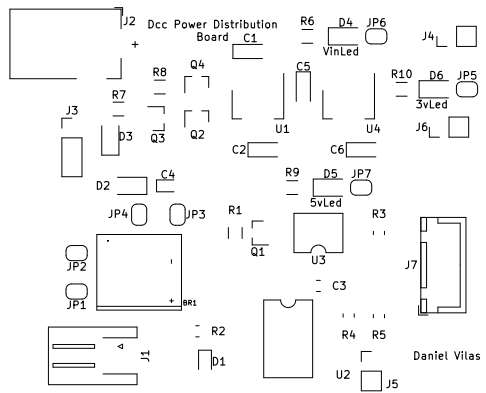 J2
Dcc Power Distribution
Board
R6
D4
JP6
J4
C1
+
VinLed
Q4
C5
R8
R10
D6
JP5
3vLed
R7
J3
D3
Q3
Q2
U1
U4
J6
C2
C6
D2
C4
R9
D5
JP7
5vLed
JP4
JP3
R1
R3
Q1
U3
JP2
J7
JP1
-
+
BR1
C3
J1
R2
D1
R4
R5
Daniel Vilas
U2
J5